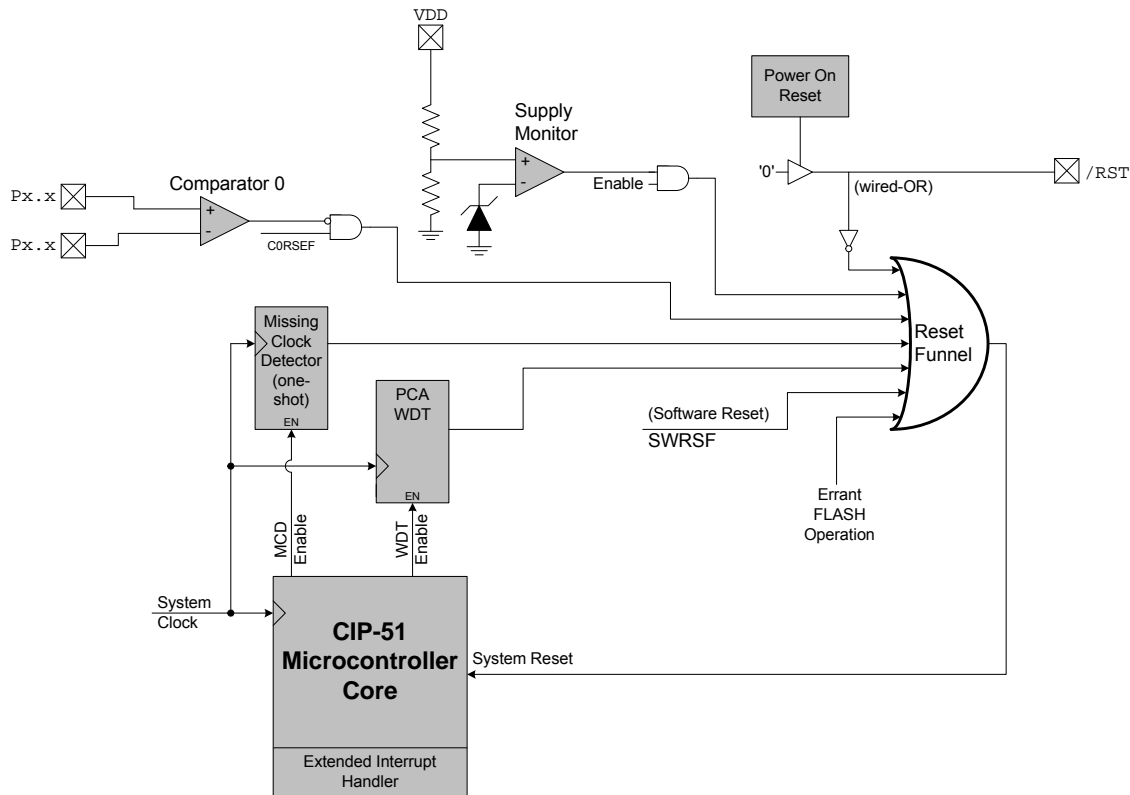 VDD
Power On
Reset
Supply
Monitor
+
-
Enable
'0'
(wired-OR)
/RST
Comparator 0
Px.x
Px.x
+
-
C0RSEF
Missing
Clock
Detector
(one-
shot)
EN
PCA
WDT
EN
Reset
Funnel
(Software Reset)
SWRSF
Errant
FLASH
Operation
MCD
Enable
WDT
Enable
System
Clock
CIP-51
Microcontroller
Core
System Reset
Extended Interrupt
Handler